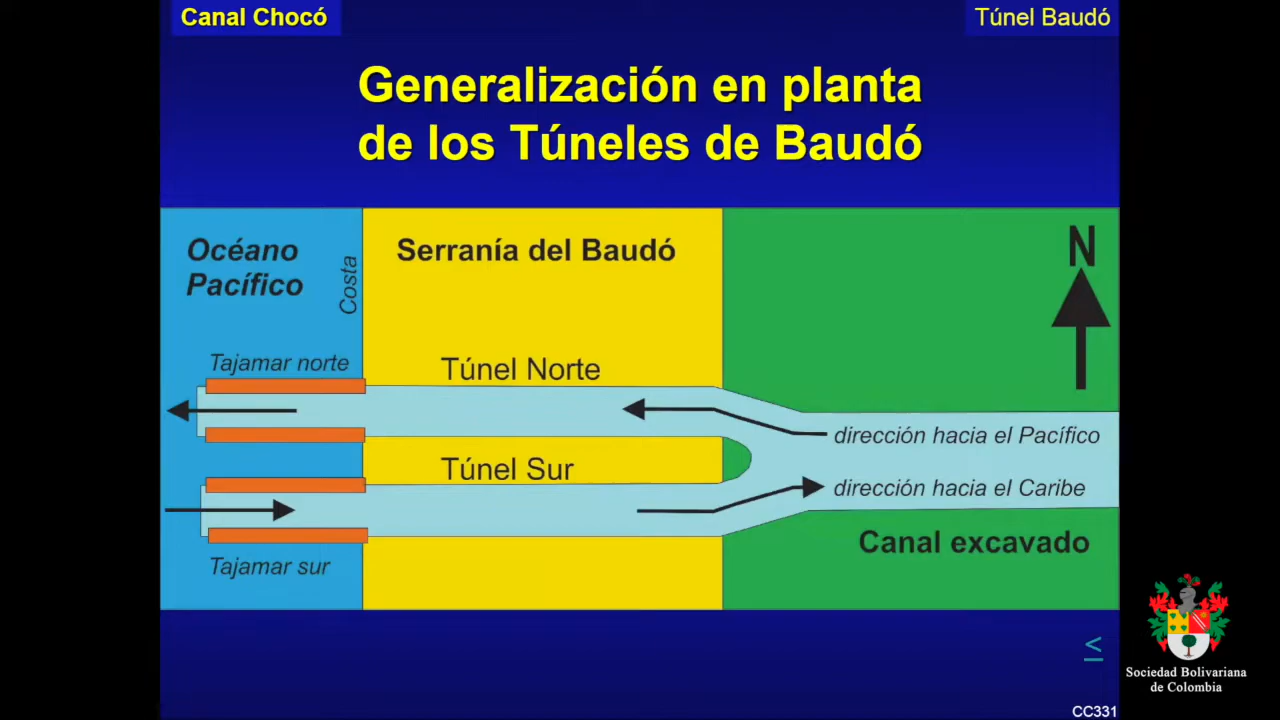 Canal Chocó
Túnel Baudó
Generalización en planta
de los Túneles de Baudó
Océano
Pacífico
Costa
Serranía del Baudó
N
Tajamar norte
Túnel Norte
dirección hacia el Pacífico
Túnel Sur
dirección hacia el Caribe
Canal excavado
Tajamar sur
<
Sociedad Bolivariana
de Colombia
CC331